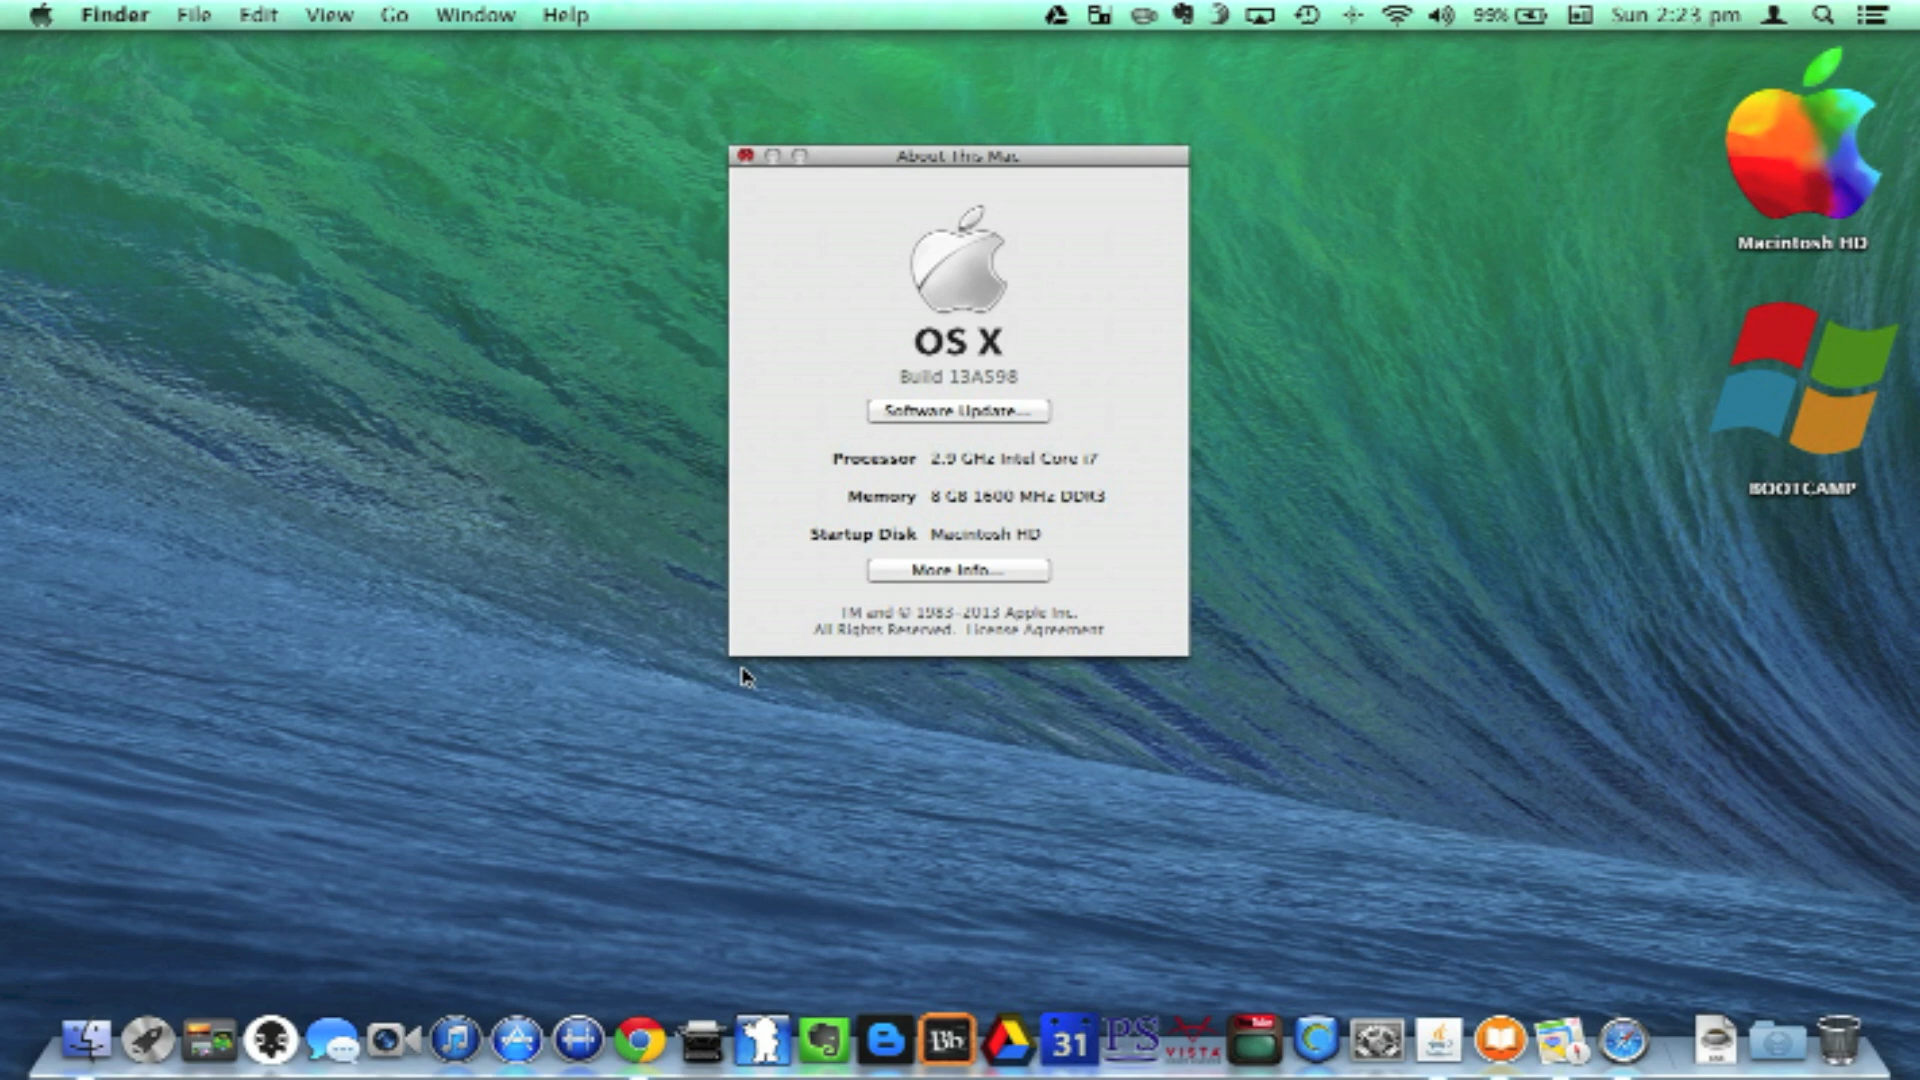 Finder File Edit View Go Window Help 99% Sun 2:23 pm
About This Mac
Macintosh HD
OS X
Build 13A598
Software Update...
Processor 2.9 GHz Intel Core i7
Memory 8 GB 1600 MHz DDR3
BOOTCAMP
Startup Disk Macintosh HD
More Info...
TM and © 1983-2013 Apple Inc.
All Rights Reserved. License Agreement
31
PS
VISTA